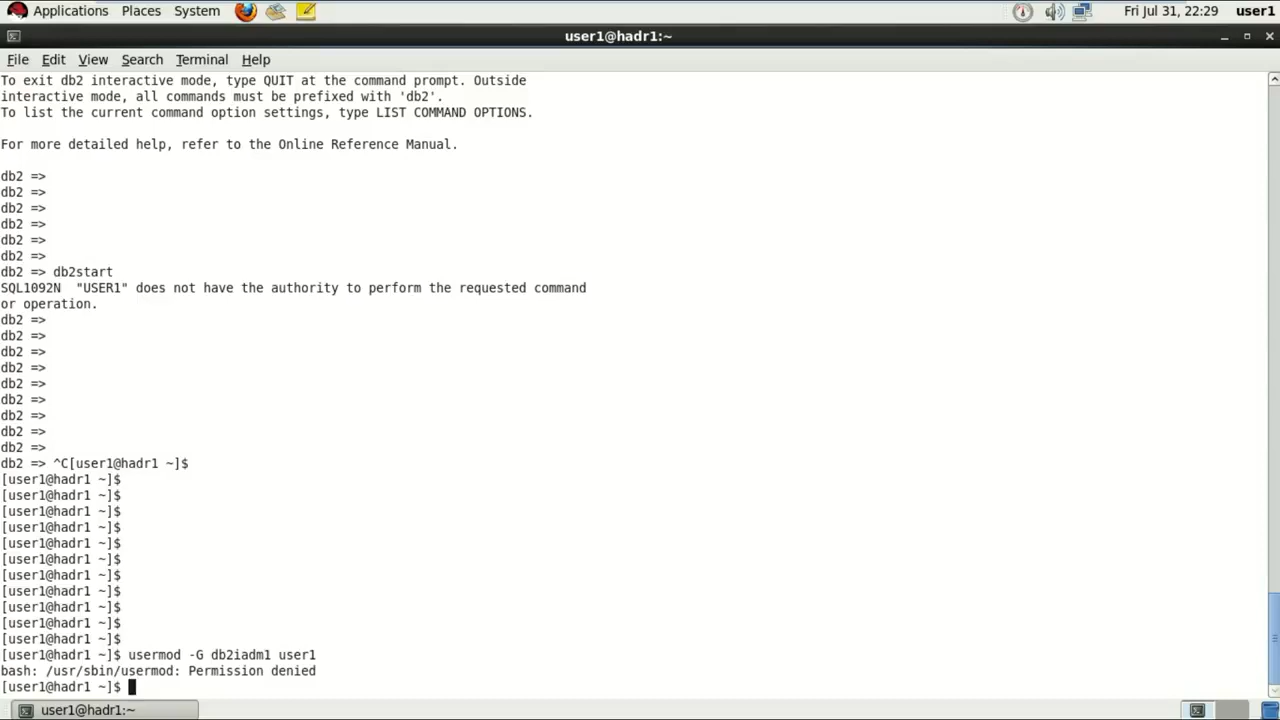 Applications Places System Fri Jul 31, 22:29 user1
user1@hadr1:~
File Edit View Search Terminal Help
To exit db2 interactive mode, type QUIT at the command prompt. Outside
interactive mode, all commands must be prefixed with 'db2'.
To list the current command option settings, type LIST COMMAND OPTIONS.
For more detailed help, refer to the Online Reference Manual.
db2 =>
db2 =>
db2 =>
db2 =>
db2 =>
db2 =>
db2 => db2start
SQL1092N  "USER1" does not have the authority to perform the requested command
or operation.
db2 =>
db2 =>
db2 =>
db2 =>
db2 =>
db2 =>
db2 =>
db2 =>
db2 =>
db2 => ^C[user1@hadr1 ~]$
[user1@hadr1 ~]$
[user1@hadr1 ~]$
[user1@hadr1 ~]$
[user1@hadr1 ~]$
[user1@hadr1 ~]$
[user1@hadr1 ~]$
[user1@hadr1 ~]$
[user1@hadr1 ~]$
[user1@hadr1 ~]$
[user1@hadr1 ~]$
[user1@hadr1 ~]$
[user1@hadr1 ~]$ usermod -G db2iadm1 user1
bash: /usr/sbin/usermod: Permission denied
[user1@hadr1 ~]$
user1@hadr1:~